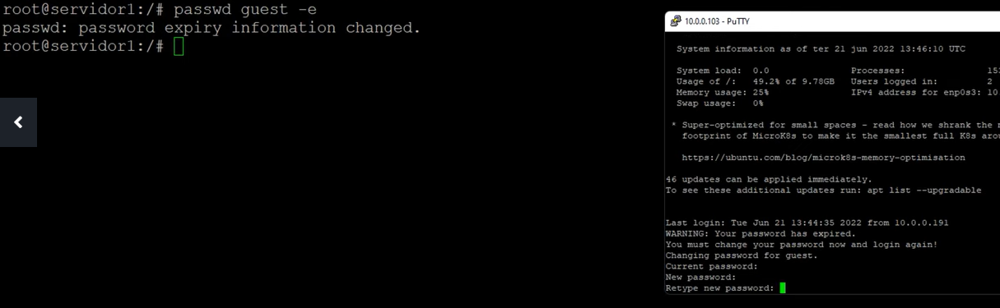 root@servidor1:/# passwd guest -e
passwd: password expiry information changed.
root@servidor1:/#
10.0.0.103 - PuTTY
System information as of ter 21 jun 2022 13:46:10 UTC
System load: 0.0 Processes: 15
Usage of /: 49.2% of 9.78GB Users logged in: 2
Memory usage: 25% IPv4 address for enp0s3: 10
Swap usage: 0%
* Super-optimized for small spaces - read how we shrank the
footprint of MicroK8s to make it the smallest full K8s
https://ubuntu.com/blog/microk8s-memory-optimisation
46 updates can be applied immediately.
To see these additional updates run: apt list --upgradable
Last login: Tue Jun 21 13:44:35 2022 from 10.0.0.191
WARNING: Your password has expired.
You must change your password now and login again!
Changing password for guest.
Current password:
New password:
Retype new password: